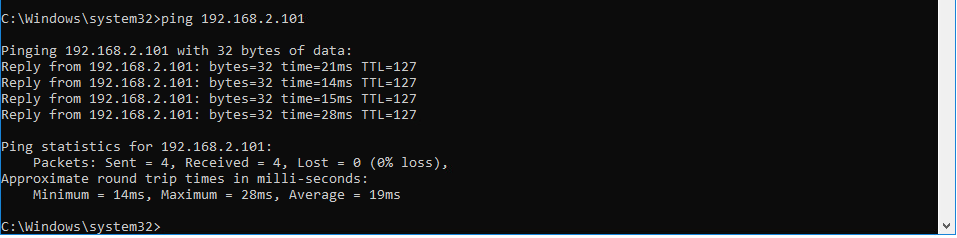 C:\Windows\system32>ping 192.168.2.101
Pinging 192.168.2.101 with 32 bytes of data:
Reply from 192.168.2.101: bytes=32 time=21ms TTL=127
Reply from 192.168.2.101: bytes=32 time=14ms TTL=127
Reply from 192.168.2.101: bytes=32 time=15ms TTL=127
Reply from 192.168.2.101: bytes=32 time=28ms TTL=127
Ping statistics for 192.168.2.101:
    Packets: Sent = 4, Received = 4, Lost = 0 (0% loss),
Approximate round trip times in milli-seconds:
    Minimum = 14ms, Maximum = 28ms, Average = 19ms
C:\Windows\system32>